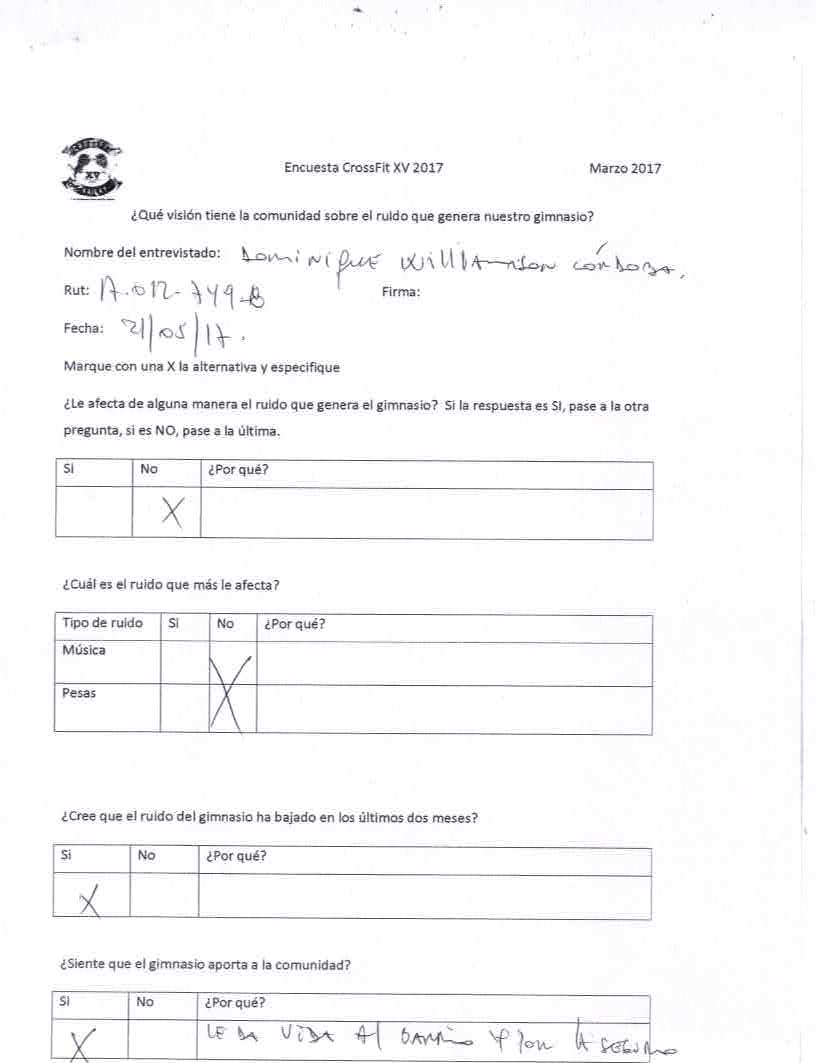 XV
Encuesta CrossFit XV 2017 Marzo 2017
¿Qué visión tiene la comunidad sobre el ruido que genera nuestro gimnasio?
Nombre del entrevistado: Dominique Williamson Córdoba.
Rut: 17.012-749-8 Firma:
Fecha: 21/05/17.
Marque con una X la alternativa y especifique
¿Le afecta de alguna manera el ruido que genera el gimnasio? Si la respuesta es SI, pase a la otra
pregunta, si es NO, pase a la última.
Si No ¿Por qué?
X
¿Cuál es el ruido que más le afecta?
Tipo de ruido Si No ¿Por qué?
Música
X
Pesas
¿Cree que el ruido del gimnasio ha bajado en los últimos dos meses?
Si No ¿Por qué?
X
¿Siente que el gimnasio aporta a la comunidad?
Si No ¿Por qué?
X LE DA VIDA Al BARRIO Y